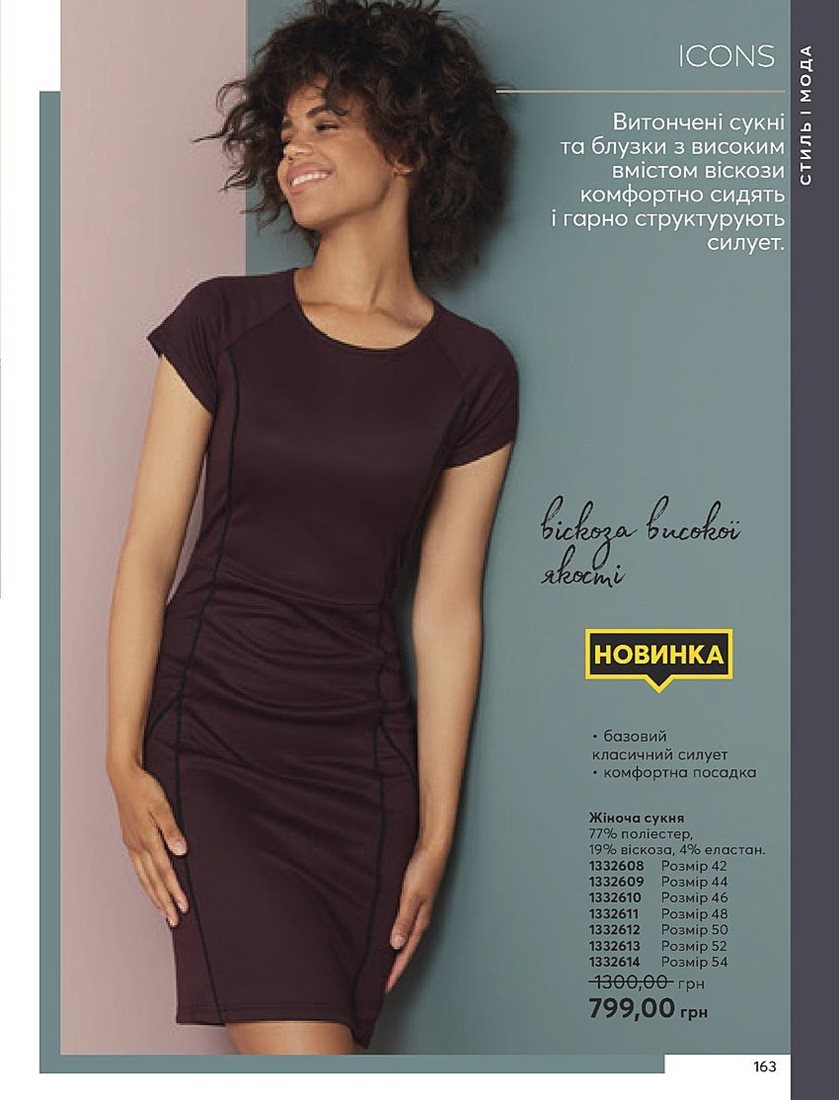 ICONS
СТИЛЬ І МОДА
Витончені сукні
та блузки з високим
вмістом віскози
комфортно сидять
і гарно структурують
силует.
віскоза високої
якості
НОВИНКА
• базовий
класичний силует
• комфортна посадка
Жіноча сукня
77% поліестер,
19% віскоза, 4% еластан.
1332608 Розмір 42
1332609 Розмір 44
1332610 Розмір 46
1332611 Розмір 48
1332612 Розмір 50
1332613 Розмір 52
1332614 Розмір 54
1300,00 грн
799,00 грн
163